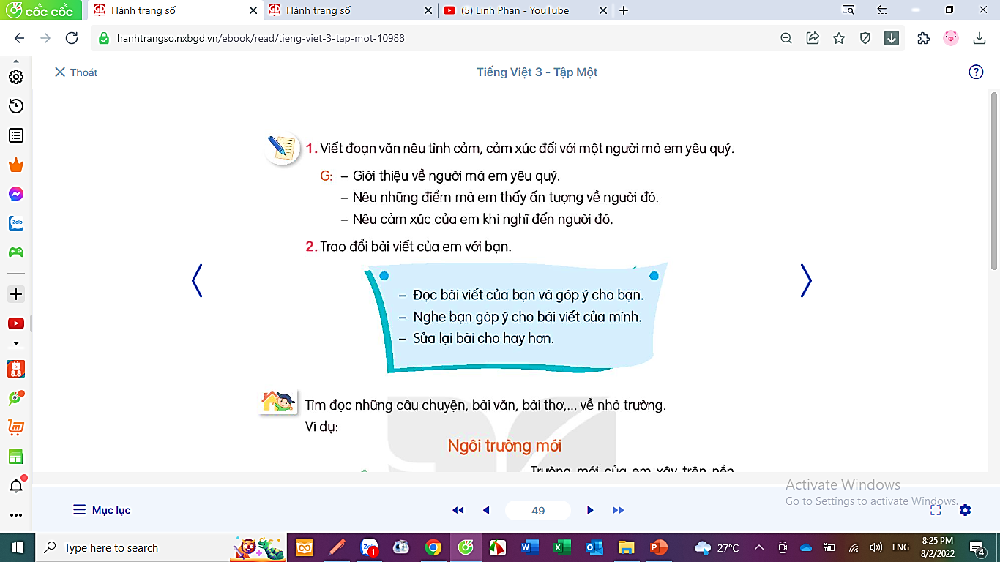 cốc cốc
Hành trang số
Hành trang số
(5) Linh Phan - YouTube
hanhtrangso.nxbgd.vn/ebook/read/tieng-viet-3-tap-mot-10988
Thoát
Tiếng Việt 3 - Tập Một
1. Viết đoạn văn nêu tình cảm, cảm xúc đối với một người mà em yêu quý.
G: – Giới thiệu về người mà em yêu quý.
– Nêu những điểm mà em thấy ấn tượng về người đó.
– Nêu cảm xúc của em khi nghĩ đến người đó.
2. Trao đổi bài viết của em với bạn.
– Đọc bài viết của bạn và góp ý cho bạn.
– Nghe bạn góp ý cho bài viết của mình.
– Sửa lại bài cho hay hơn.
Tìm đọc những câu chuyện, bài văn, bài thơ,... về nhà trường.
Ví dụ:
Ngôi trường mới
Trường mới của em xây trên nền
Activate Windows
Go to Settings to activate Windows.
Mục lục
49
Type here to search
27°C
ENG
8:25 PM
8/2/2022
Zalo
8.8
1
4